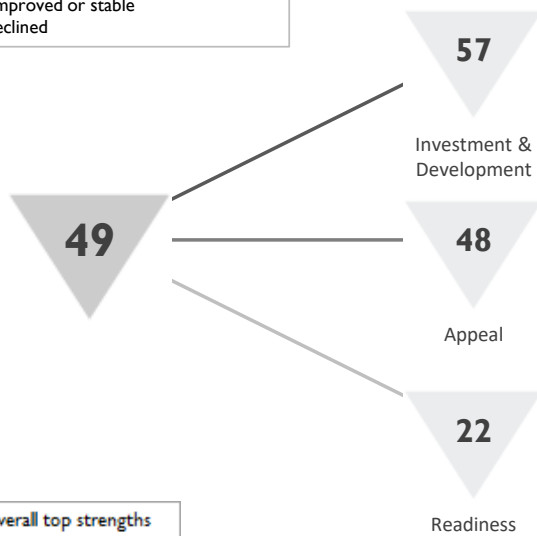 mproved or stable
eclined
57
Investment &
Development
49
48
Appeal
22
Readiness
verall top strengths